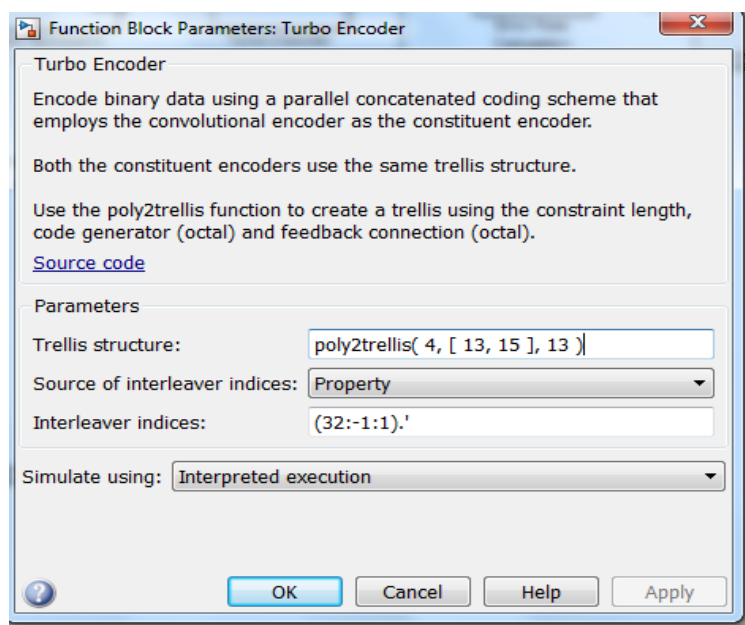 Function Block Parameters: Turbo Encoder
Turbo Encoder
Encode binary data using a parallel concatenated coding scheme that
employs the convolutional encoder as the constituent encoder.
Both the constituent encoders use the same trellis structure.
Use the poly2trellis function to create a trellis using the constraint length,
code generator (octal) and feedback connection (octal).
Source code
Parameters
Trellis structure: poly2trellis( 4, [ 13, 15 ], 13 )
Source of interleaver indices: Property
Interleaver indices: (32:-1:1).'
Simulate using: Interpreted execution
OK Cancel Help Apply